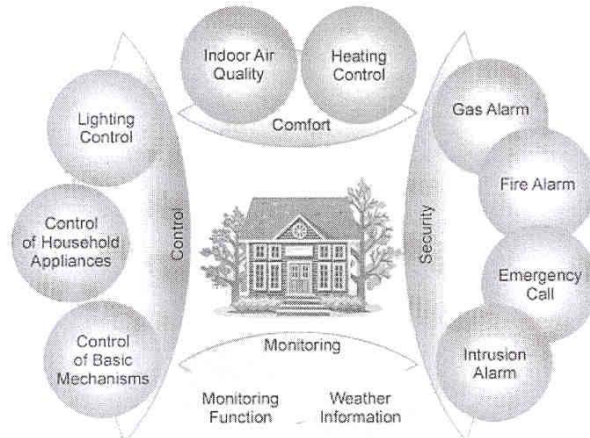 Indoor Air
Quality
Heating
Control
Comfort
Lighting
Control
Control
of Household
Appliances
Control
of Basic
Mechanisms
Control
Gas Alarm
Fire Alarm
Emergency
Call
Intrusion
Alarm
Security
Monitoring
Monitoring
Function
Weather
Information